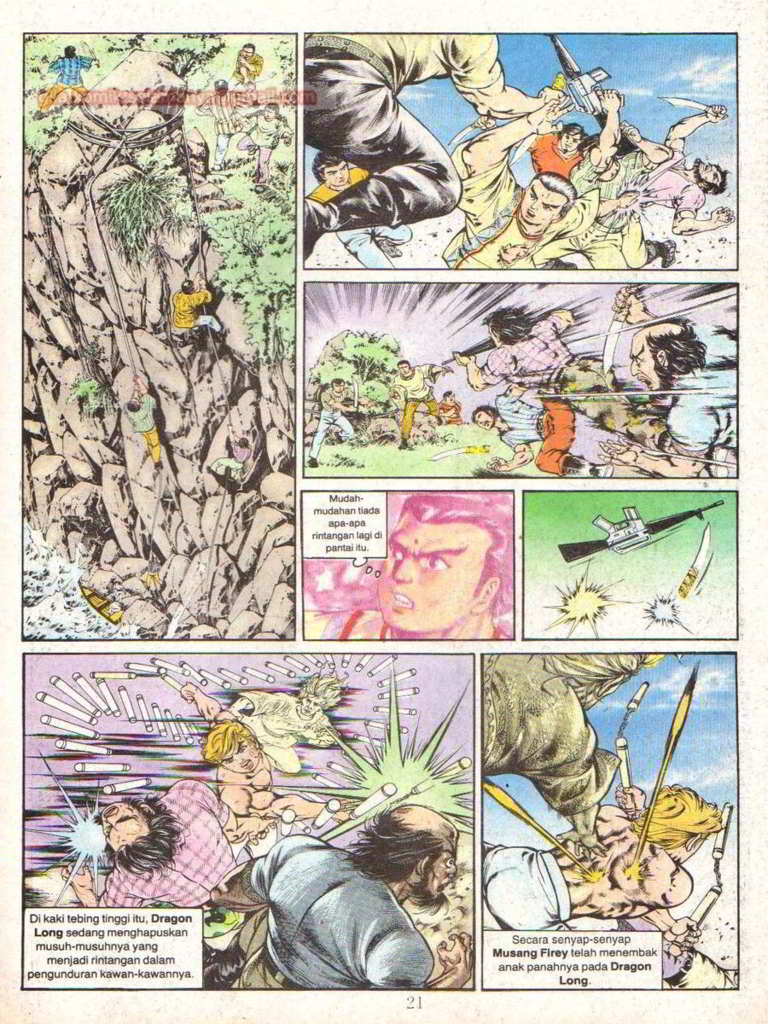 Mudah-
mudahan tiada
apa-apa
rintangan lagi di
pantai itu.
Di kaki tebing tinggi itu, Dragon
Long sedang menghapuskan
musuh-musuhnya yang
menjadi rintangan dalam
pengunduran kawan-kawannya.
Secara senyap-senyap
Musang Firey telah menembak
anak panahnya pada Dragon
Long.
21